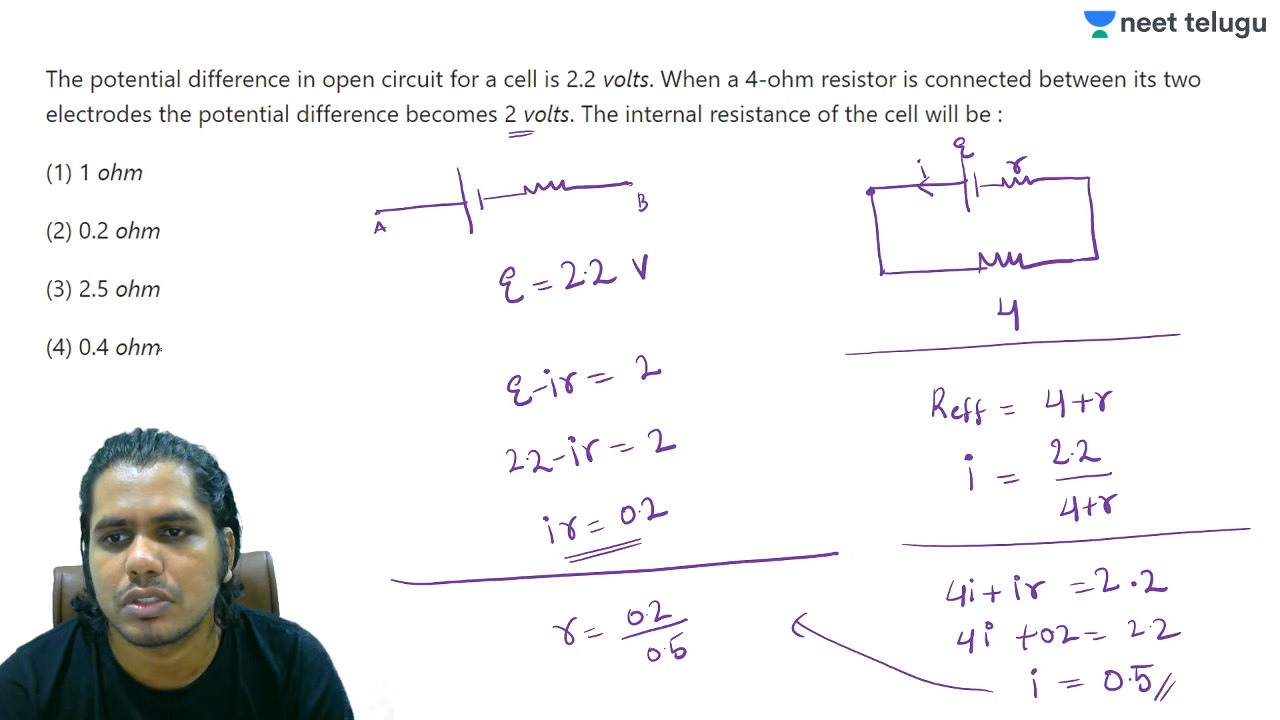 neet telugu
The potential difference in open circuit for a cell is 2.2 volts. When a 4-ohm resistor is connected between its two
electrodes the potential difference becomes 2 volts. The internal resistance of the cell will be :
(1) 1 ohm
(2) 0.2 ohm
(3) 2.5 ohm
(4) 0.4 ohm
A
B
ε = 2.2 V
ε-ir = 2
2.2-ir = 2
ir = 0.2
r = 0.2/0.5
ε
i
r
4
Reff = 4+r
i = 2.2/4+r
4i + ir = 2.2
4i + 02 = 2.2
i = 0.5//